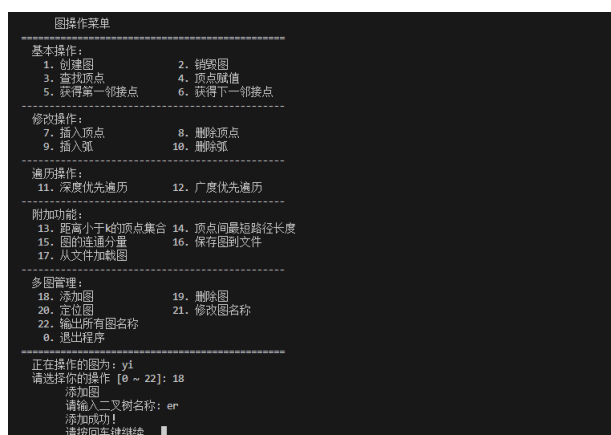 图操作菜单
=============================================
基本操作:
1. 创建图 2. 销毁图
3. 查找顶点 4. 顶点赋值
5. 获得第一邻接点 6. 获得下一邻接点
---------------------------------------------
修改操作:
7. 插入顶点 8. 删除顶点
9. 插入弧 10. 删除弧
---------------------------------------------
遍历操作:
11. 深度优先遍历 12. 广度优先遍历
---------------------------------------------
附加功能:
13. 距离小于k的顶点集合 14. 顶点间最短路径长度
15. 图的连通分量 16. 保存图到文件
17. 从文件加载图
---------------------------------------------
多图管理:
18. 添加图 19. 删除图
20. 定位图 21. 修改图名称
22. 输出所有图名称
0. 退出程序
=============================================
正在操作的图为: yi
请选择你的操作 [0 ~ 22]: 18
添加图
请输入二叉树名称: er
添加成功!
请按回车键继续...